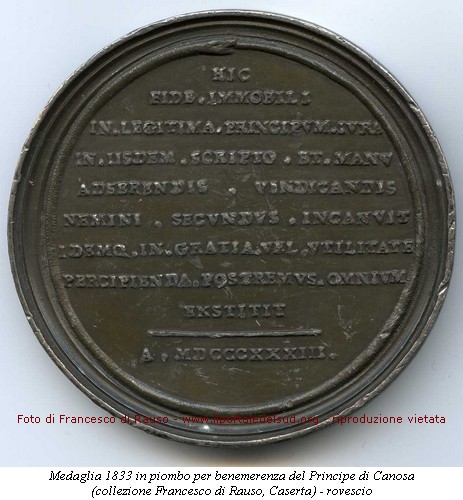 HIC
FIDE . IMMOBILI
IN . LEGITIMA . PRINCIPVM . IVRA
IN . IISDEM . SCRIPTO . ET . MANV
ADSERENDIS . VINDICANDIS
NEMINI . SECVNDVS . INCANVIT
IDEMQ . IN . GRATIA . VEL . VTILITATE
PERCIPIENDA . POSTREMVS . OMNIVM
EXSTITIT
A . MDCCCXXXIII .
Foto di Francesco di Rauso - www.ilportaledelsud.org - riproduzione vietata
Medaglia 1833 in piombo per benemerenza del Principe di Canosa
(collezione Francesco di Rauso, Caserta) - rovescio